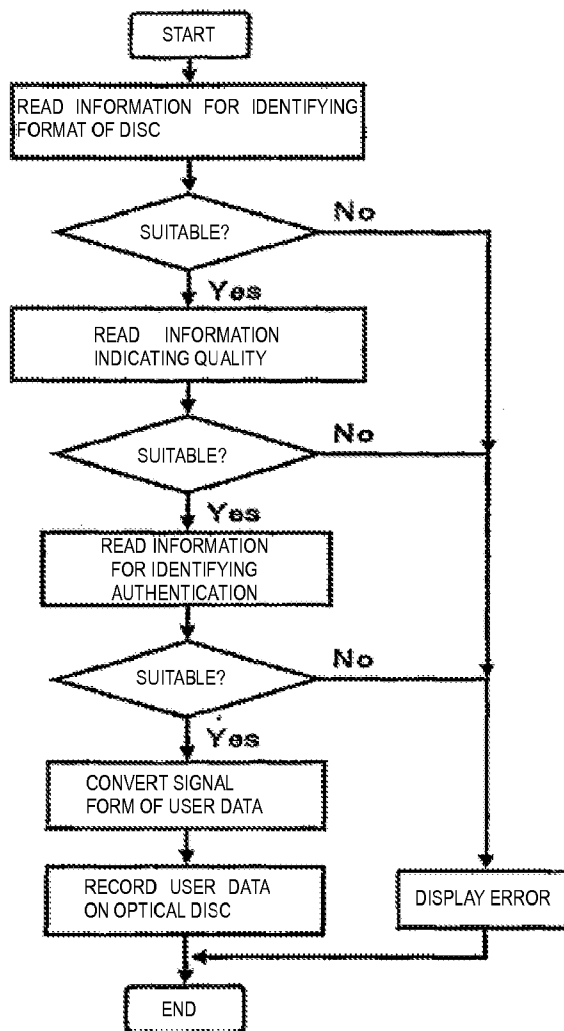 START
READ INFORMATION FOR IDENTIFYING
FORMAT OF DISC
SUITABLE?
No
Yes
READ INFORMATION
INDICATING QUALITY
SUITABLE?
No
Yes
READ INFORMATION
FOR IDENTIFYING
AUTHENTICATION
SUITABLE?
No
Yes
CONVERT SIGNAL
FORM OF USER DATA
RECORD USER DATA
ON OPTICAL DISC
DISPLAY ERROR
END